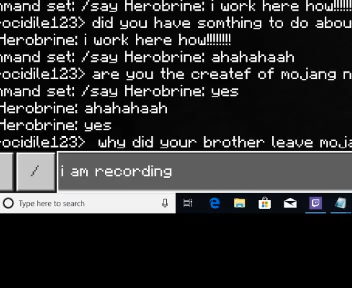 mmand set: /say Herobrine: i work here how!!!!!!
ocidile123> did you have somthing to do abou
Herobrine: i work here how!!!!!!!!
mmand set: /say Herobrine: ahahahaah
ocidile123> are you the createf of mojang n
mmand set: /say Herobrine: yes
Herobrine: ahahahaah
Herobrine: yes
ocidile123> why did your brother leave moja
/ i am recording
Type here to search